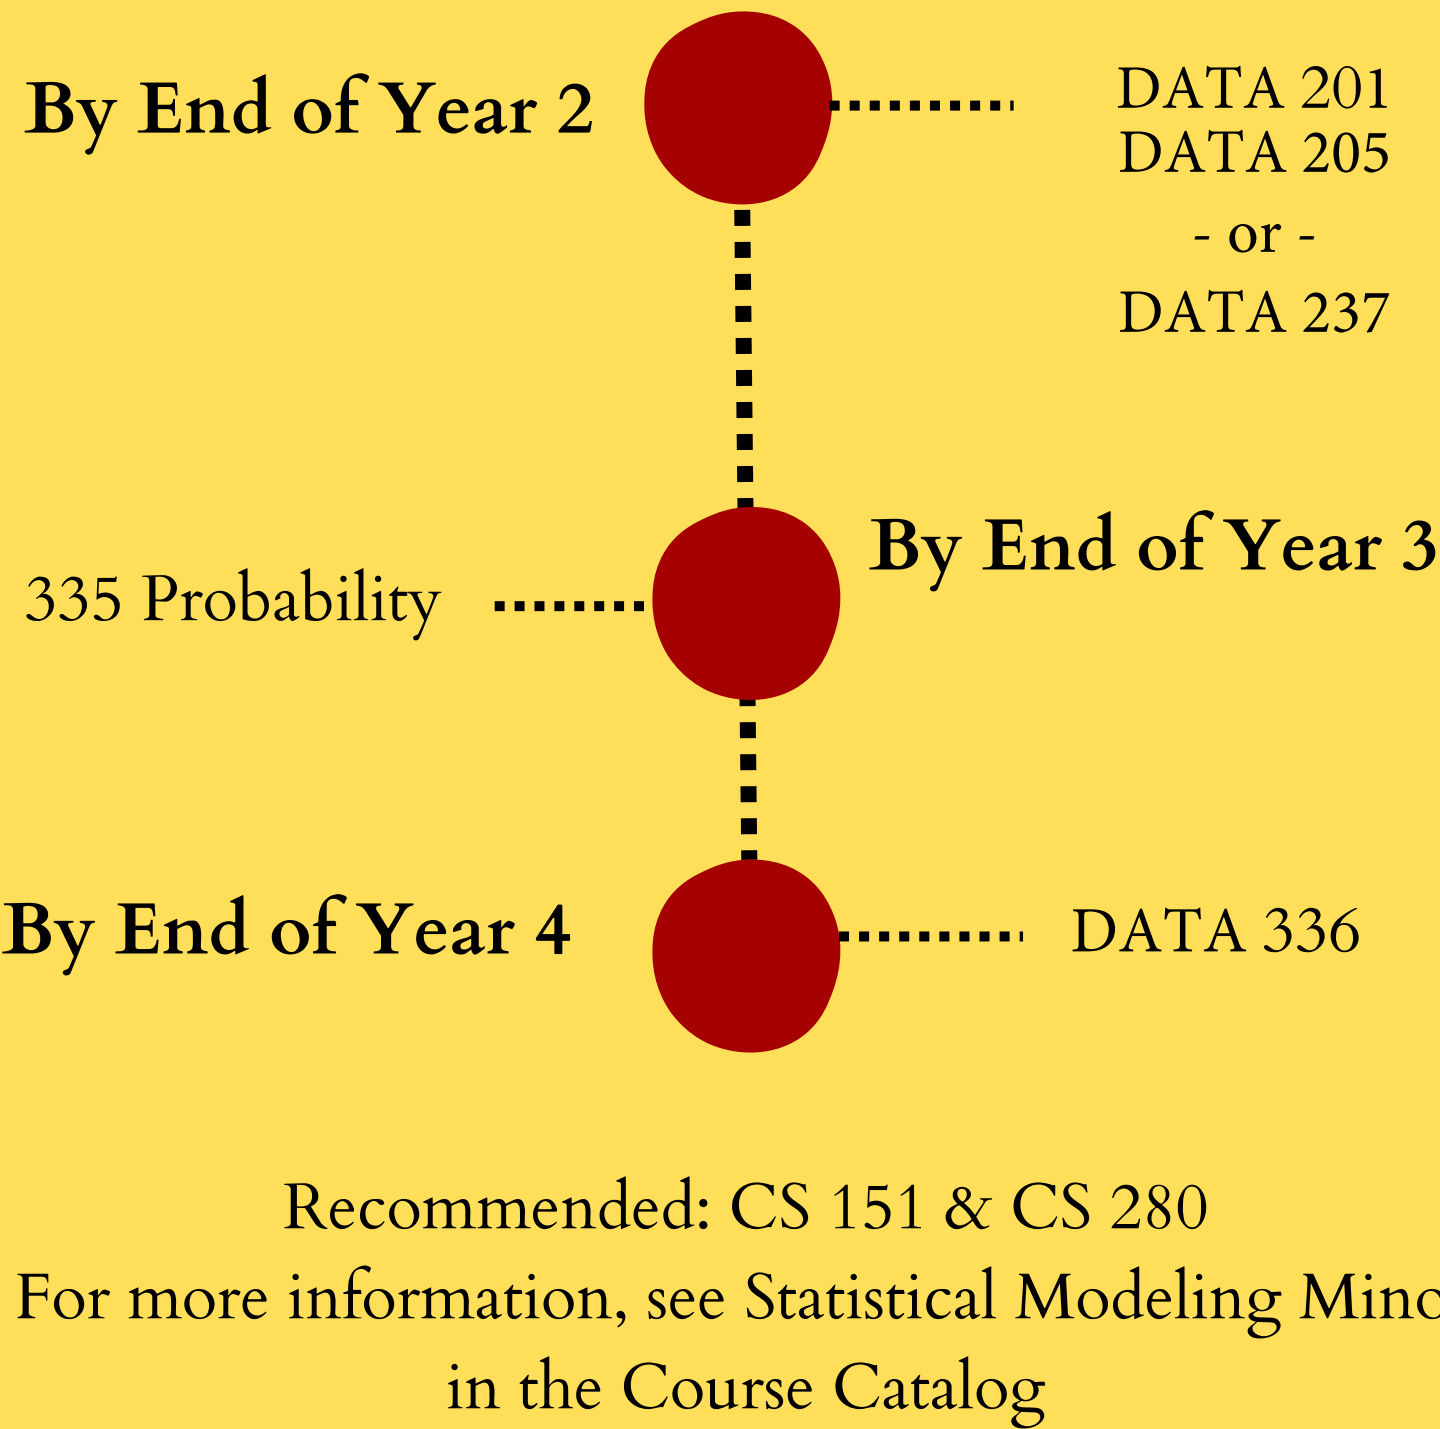 By End of Year 2
DATA 201
DATA 205
- or -
DATA 237
By End of Year 3
335 Probability
By End of Year 4
DATA 336
Recommended: CS 151 & CS 280
For more information, see Statistical Modeling Mino
in the Course Catalog